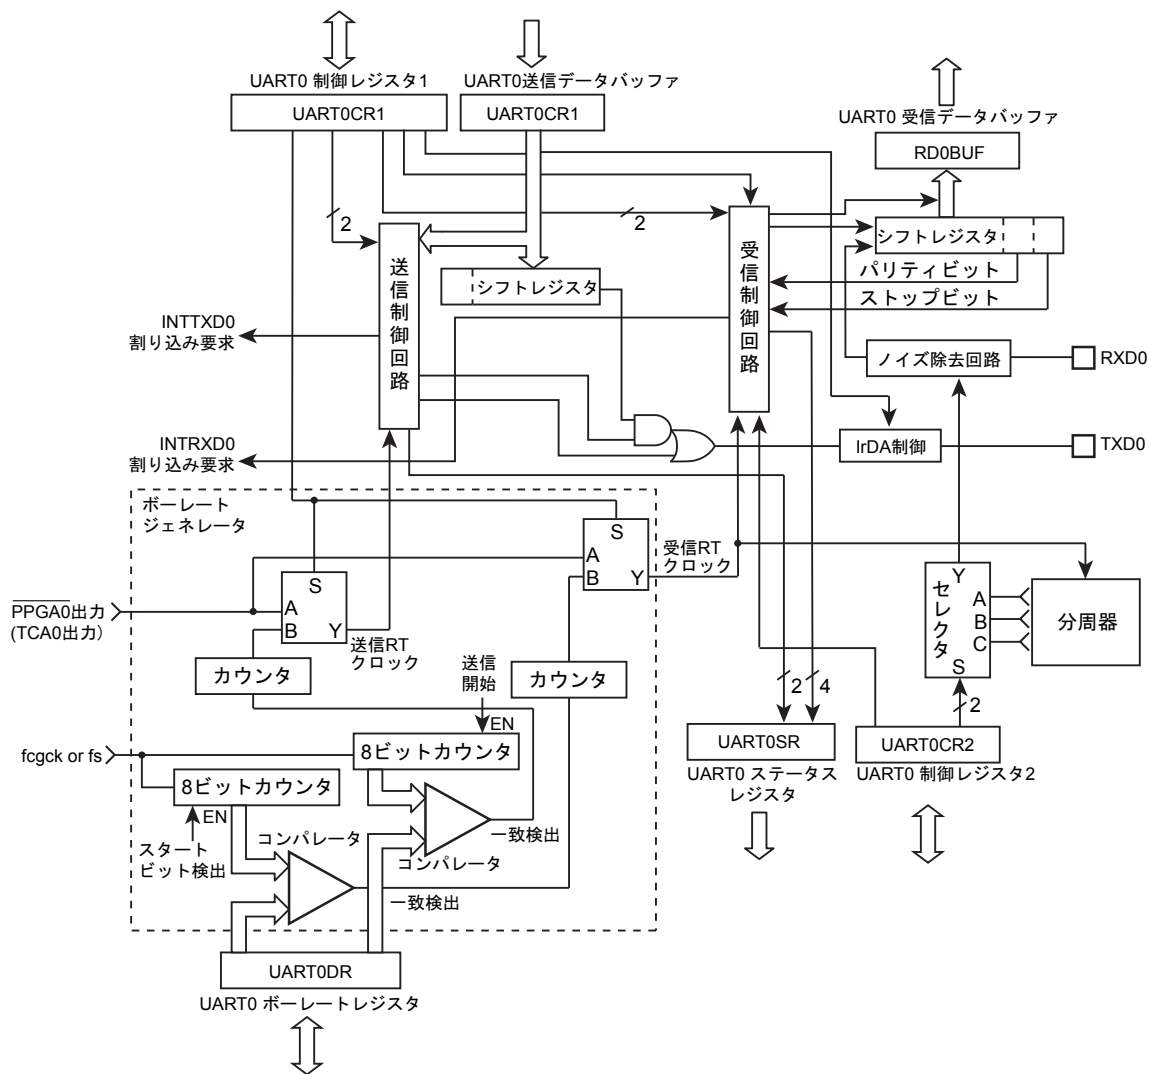 UART0 制御レジスタ1
UART0CR1
UART0送信データバッファ
UART0CR1
UART0 受信データバッファ
RD0BUF
2
2
送信制御回路
受信制御回路
シフトレジスタ
シフトレジスタ
パリティビット
ストップビット
INTTXD0
割り込み要求
ノイズ除去回路
RXD0
INTRXD0
割り込み要求
IrDA制御
TXD0
ボーレート
ジェネレータ
S
A
B
Y
受信RT
クロック
S
A
B
Y
送信RT
クロック
PPGA0出力
(TCA0出力)
Y
A
B
C
S
セレクタ
分周器
カウンタ
送信
開始
カウンタ
2
4
2
EN
8ビットカウンタ
UART0SR
UART0 ステータス
レジスタ
UART0CR2
UART0 制御レジスタ2
fcgck or fs
8ビットカウンタ
EN
スタート
ビット検出
コンパレータ
一致検出
コンパレータ
一致検出
UART0DR
UART0 ボーレートレジスタ